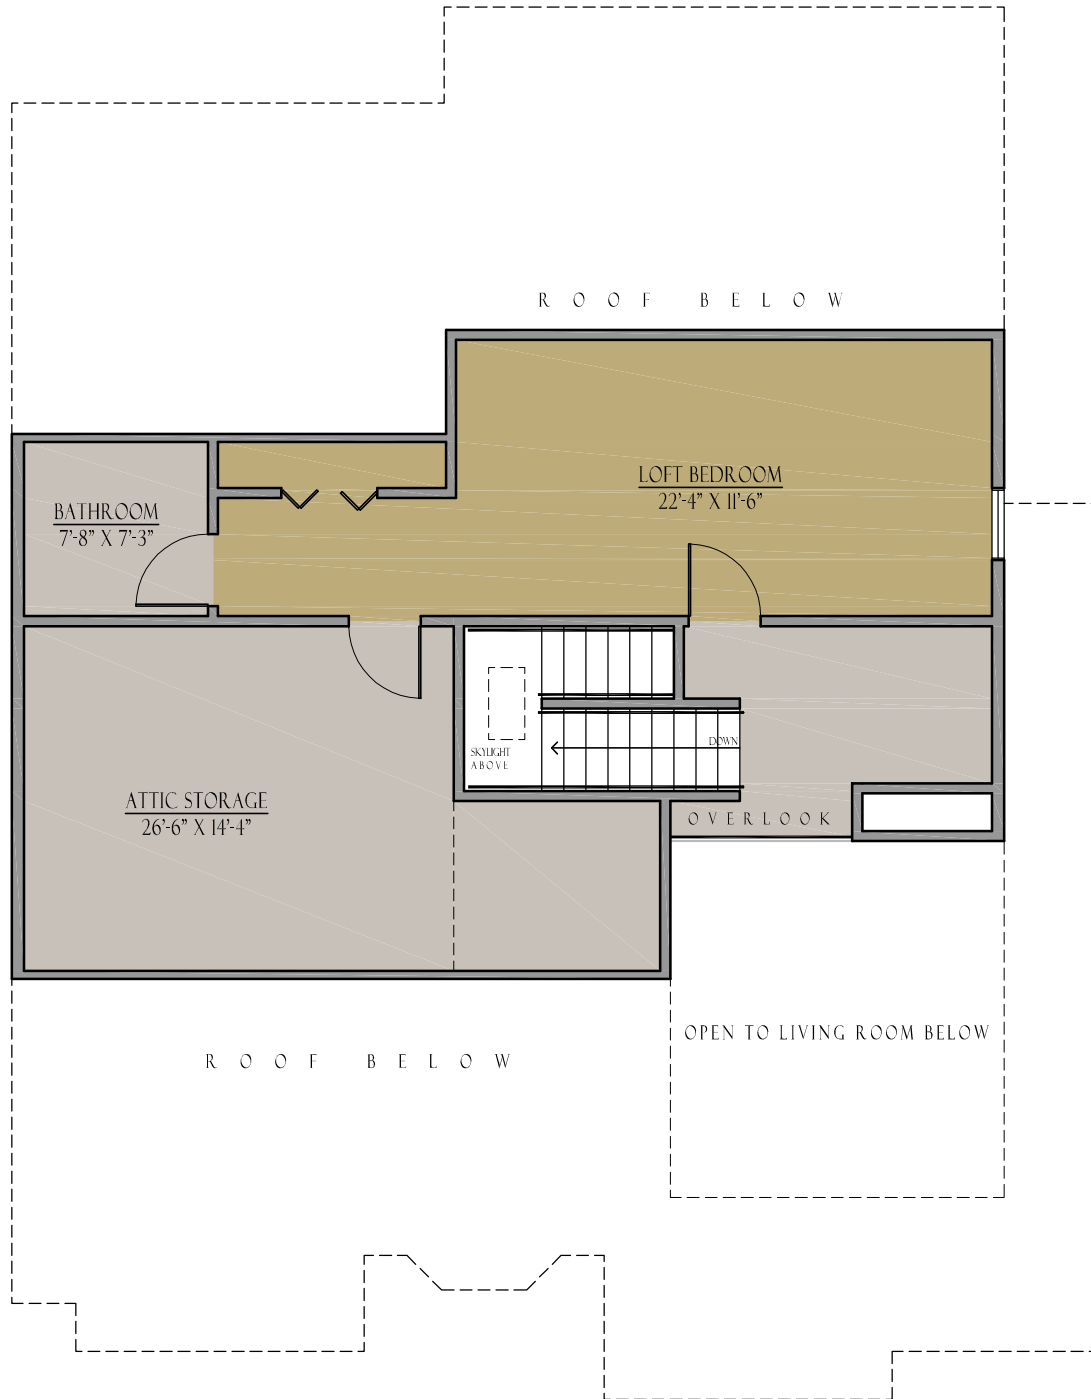 ROOF BELOW
LOFT BEDROOM
22'-4" X 11'-6"
BATHROOM
7'-8" X 7'-3"
DOWN
SKYLIGHT
ABOVE
ATTIC STORAGE
26'-6" X 14'-4"
OVERLOOK
OPEN TO LIVING ROOM BELOW
ROOF BELOW